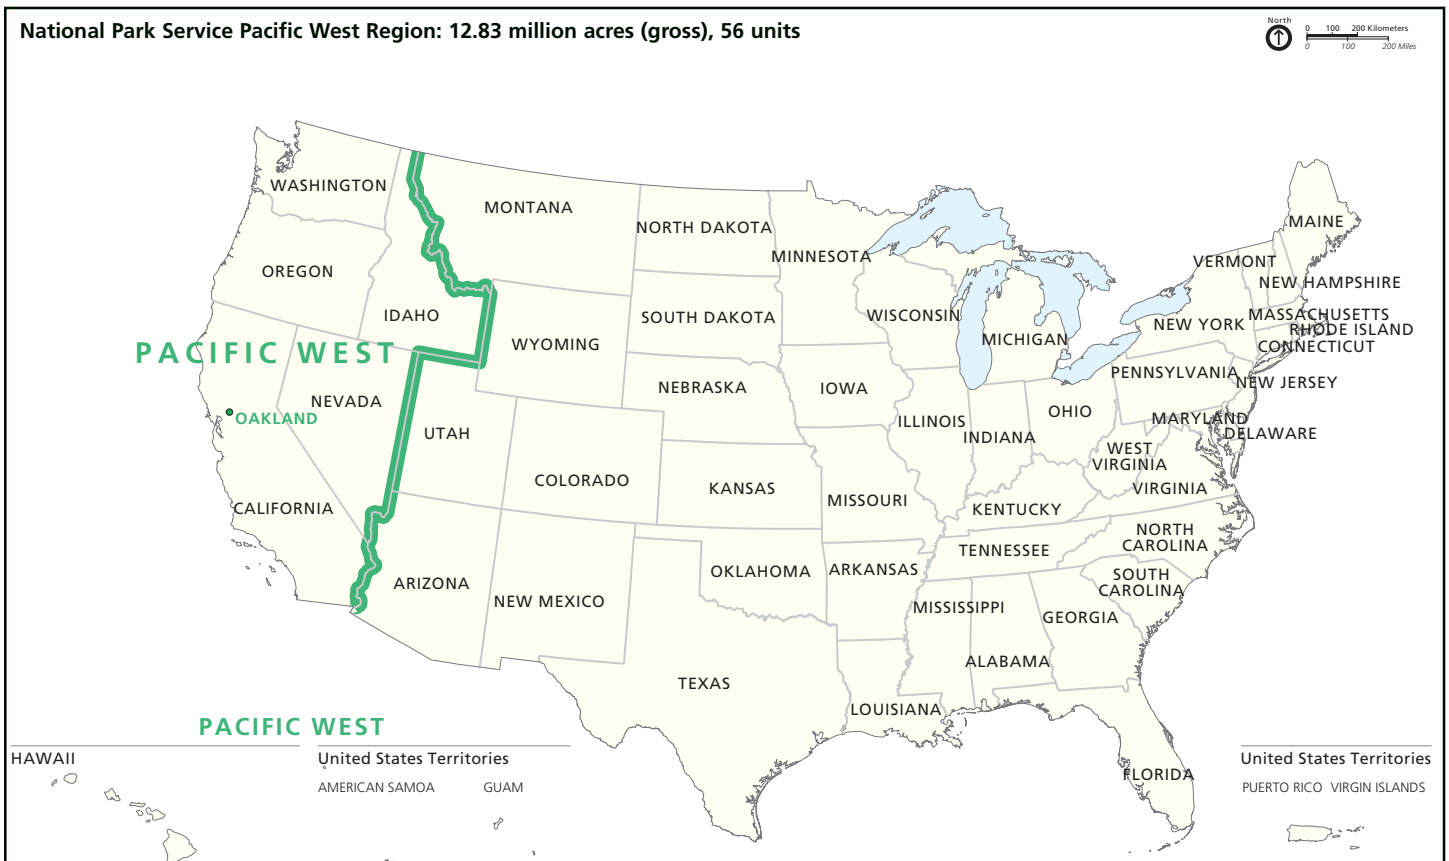 National Park Service Pacific West Region: 12.83 million acres (gross), 56 units
North
0 100 200 Kilometers
0 100 200 Miles
WASHINGTON
MONTANA
NORTH DAKOTA
MINNESOTA
MAINE
VERMONT
NEW HAMPSHIRE
OREGON
IDAHO
WYOMING
SOUTH DAKOTA
WISCONSIN
MICHIGAN
NEW YORK
MASSACHUSETTS
RHODE ISLAND
CONNECTICUT
PACIFIC WEST
NEVADA
UTAH
NEBRASKA
IOWA
ILLINOIS
INDIANA
OHIO
PENNSYLVANIA
NEW JERSEY
MARYLAND
DELAWARE
OAKLAND
WEST
VIRGINIA
VIRGINIA
CALIFORNIA
COLORADO
KANSAS
MISSOURI
KENTUCKY
NORTH
CAROLINA
TENNESSEE
ARIZONA
NEW MEXICO
OKLAHOMA
ARKANSAS
SOUTH
CAROLINA
MISSISSIPPI
GEORGIA
ALABAMA
TEXAS
LOUISIANA
FLORIDA
PACIFIC WEST
HAWAII
United States Territories
AMERICAN SAMOA GUAM
United States Territories
PUERTO RICO VIRGIN ISLANDS